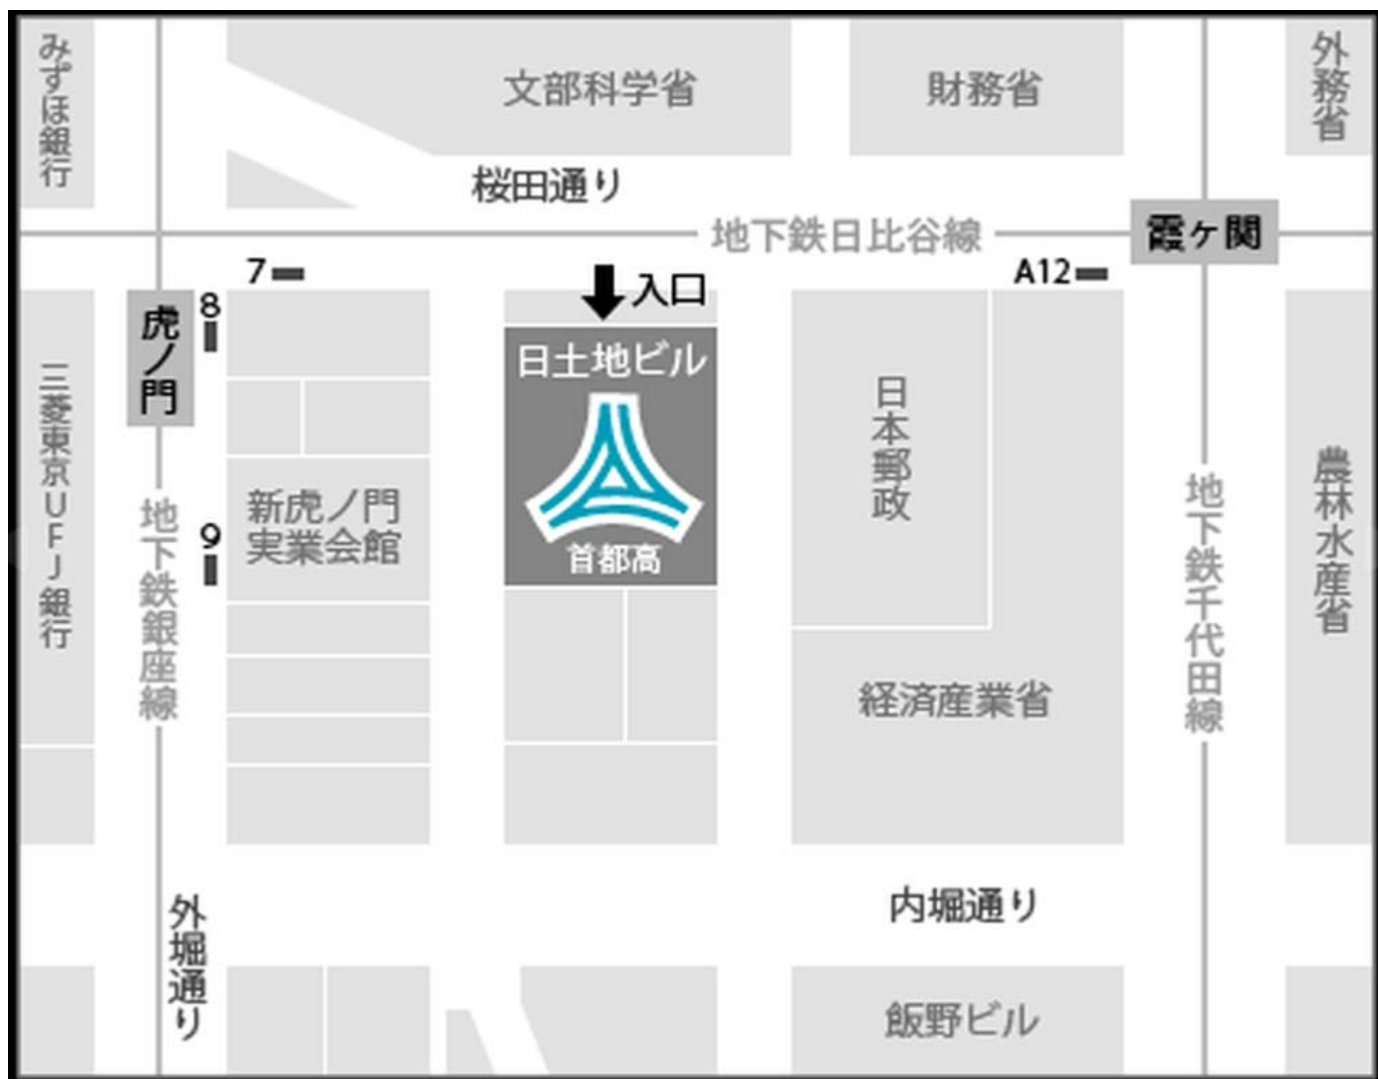 みずほ銀行
文部科学省
財務省
外務省
桜田通り
地下鉄日比谷線
霞ヶ関
7
A12
入口
8
虎ノ門
日土地ビル
首都高
三菱東京UFJ銀行
地下鉄銀座線
9
新虎ノ門
実業会館
日本郵政
経済産業省
地下鉄千代田線
農林水産省
外堀通り
内堀通り
飯野ビル